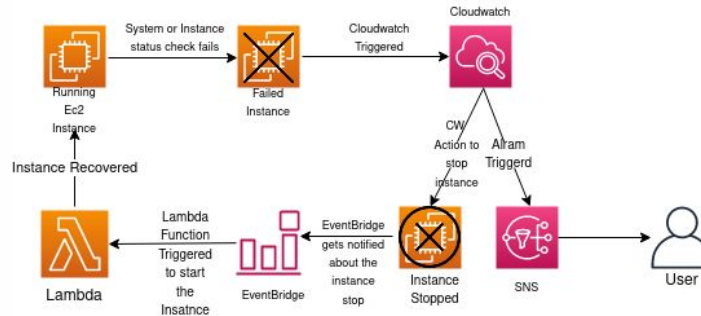 Cloudwatch
System or Instance
status check fails
Cloudwatch
Triggered
Running
Ec2
Instance
Failed
Instance
CW
Action to
stop
instance
Alram
Triggerd
Instance Recovered
Lambda
Function
Triggered
to start
the
Insatnce
EventBridge
gets notified
about the
instance
stop
Lambda
EventBridge
Instance
Stopped
SNS
User